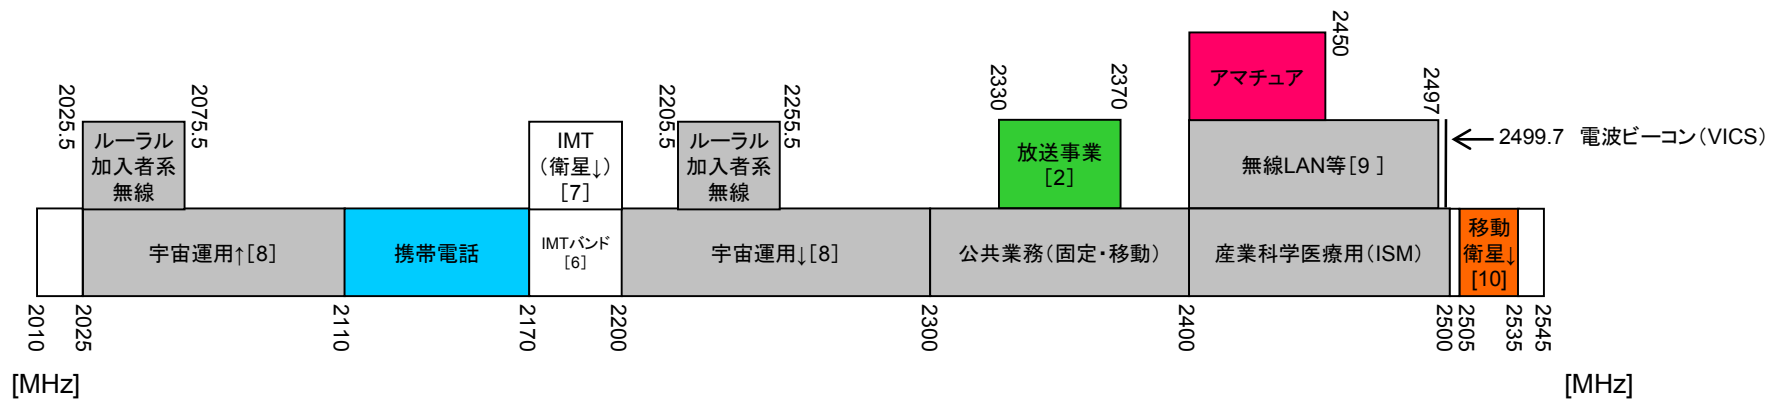 2450
アマチュア
2330
2370
2497
2025.5
2075.5
2205.5
2255.5
ルーラル
加入者系
無線
IMT
(衛星↓)
[7]
ルーラル
加入者系
無線
放送事業
[2]
無線LAN等[9 ]
2499.7 電波ビーコン(VICS)
宇宙運用↑[8]
携帯電話
IMTバンド
[6]
宇宙運用↓[8]
公共業務(固定・移動)
産業科学医療用(ISM)
移動
衛星↓
[10]
2010
2025
2110
2170
2200
2300
2400
2500
2505
2535
2545
[MHz]
[MHz]